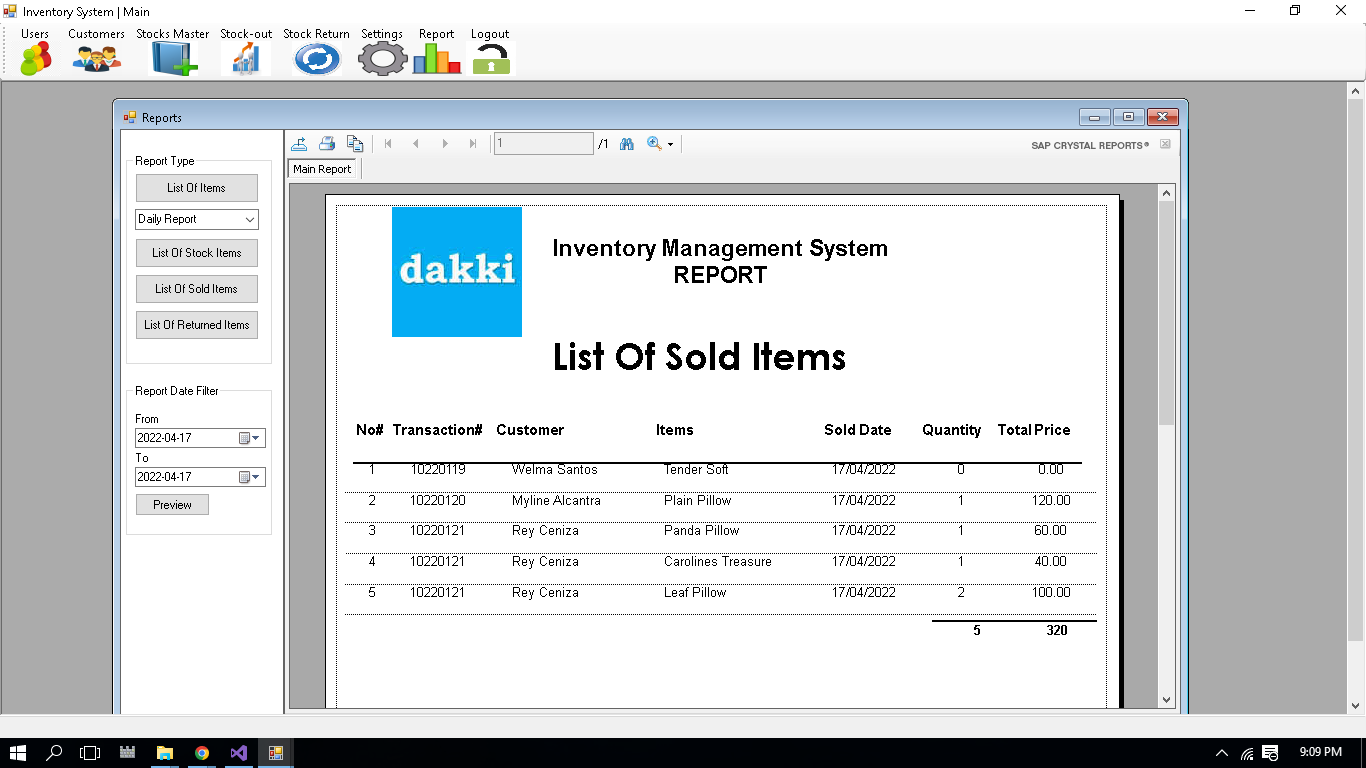 Inventory System | Main
Users Customers Stocks Master Stock-out Stock Return Settings Report Logout
Reports
Report Type
List Of Items
Daily Report
List Of Stock Items
List Of Sold Items
List Of Returned Items
Report Date Filter
From
2022-04-17
To
2022-04-17
Preview
1 /1
SAP CRYSTAL REPORTS®
Main Report
dakki
Inventory Management System
REPORT
List Of Sold Items
No# Transaction# Customer Items Sold Date Quantity Total Price
1 10220119 Welma Santos Tender Soft 17/04/2022 0 0.00
2 10220120 Myline Alcantra Plain Pillow 17/04/2022 1 120.00
3 10220121 Rey Ceniza Panda Pillow 17/04/2022 1 60.00
4 10220121 Rey Ceniza Carolines Treasure 17/04/2022 1 40.00
5 10220121 Rey Ceniza Leaf Pillow 17/04/2022 2 100.00
5 320
9:09 PM